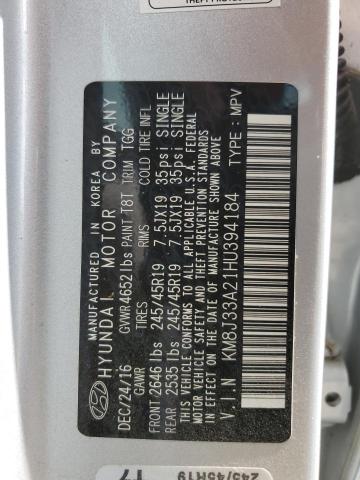 MANUFACTURED IN KOREA BY
HYUNDAI MOTOR COMPANY
DEC/24/16 GVWR 4652 lbs PAINT T8T TRIM TGG
GAWR TIRES RIMS COLD TIRE INFL
FRONT 2646 lbs 245/45R19 7.5JX19 35psi SINGLE
REAR 2535 lbs 245/45R19 7.5JX19 35psi SINGLE
THIS VEHICLE CONFORMS TO ALL APPLICABLE U.S.A. FEDERAL
MOTOR VEHICLE SAFETY AND THEFT PREVENTION STANDARDS
IN EFFECT ON THE DATE OF MANUFACTURE SHOWN ABOVE.
V.I.N : KM8J33A21HU394184 TYPE : MPV
245/45R19
17